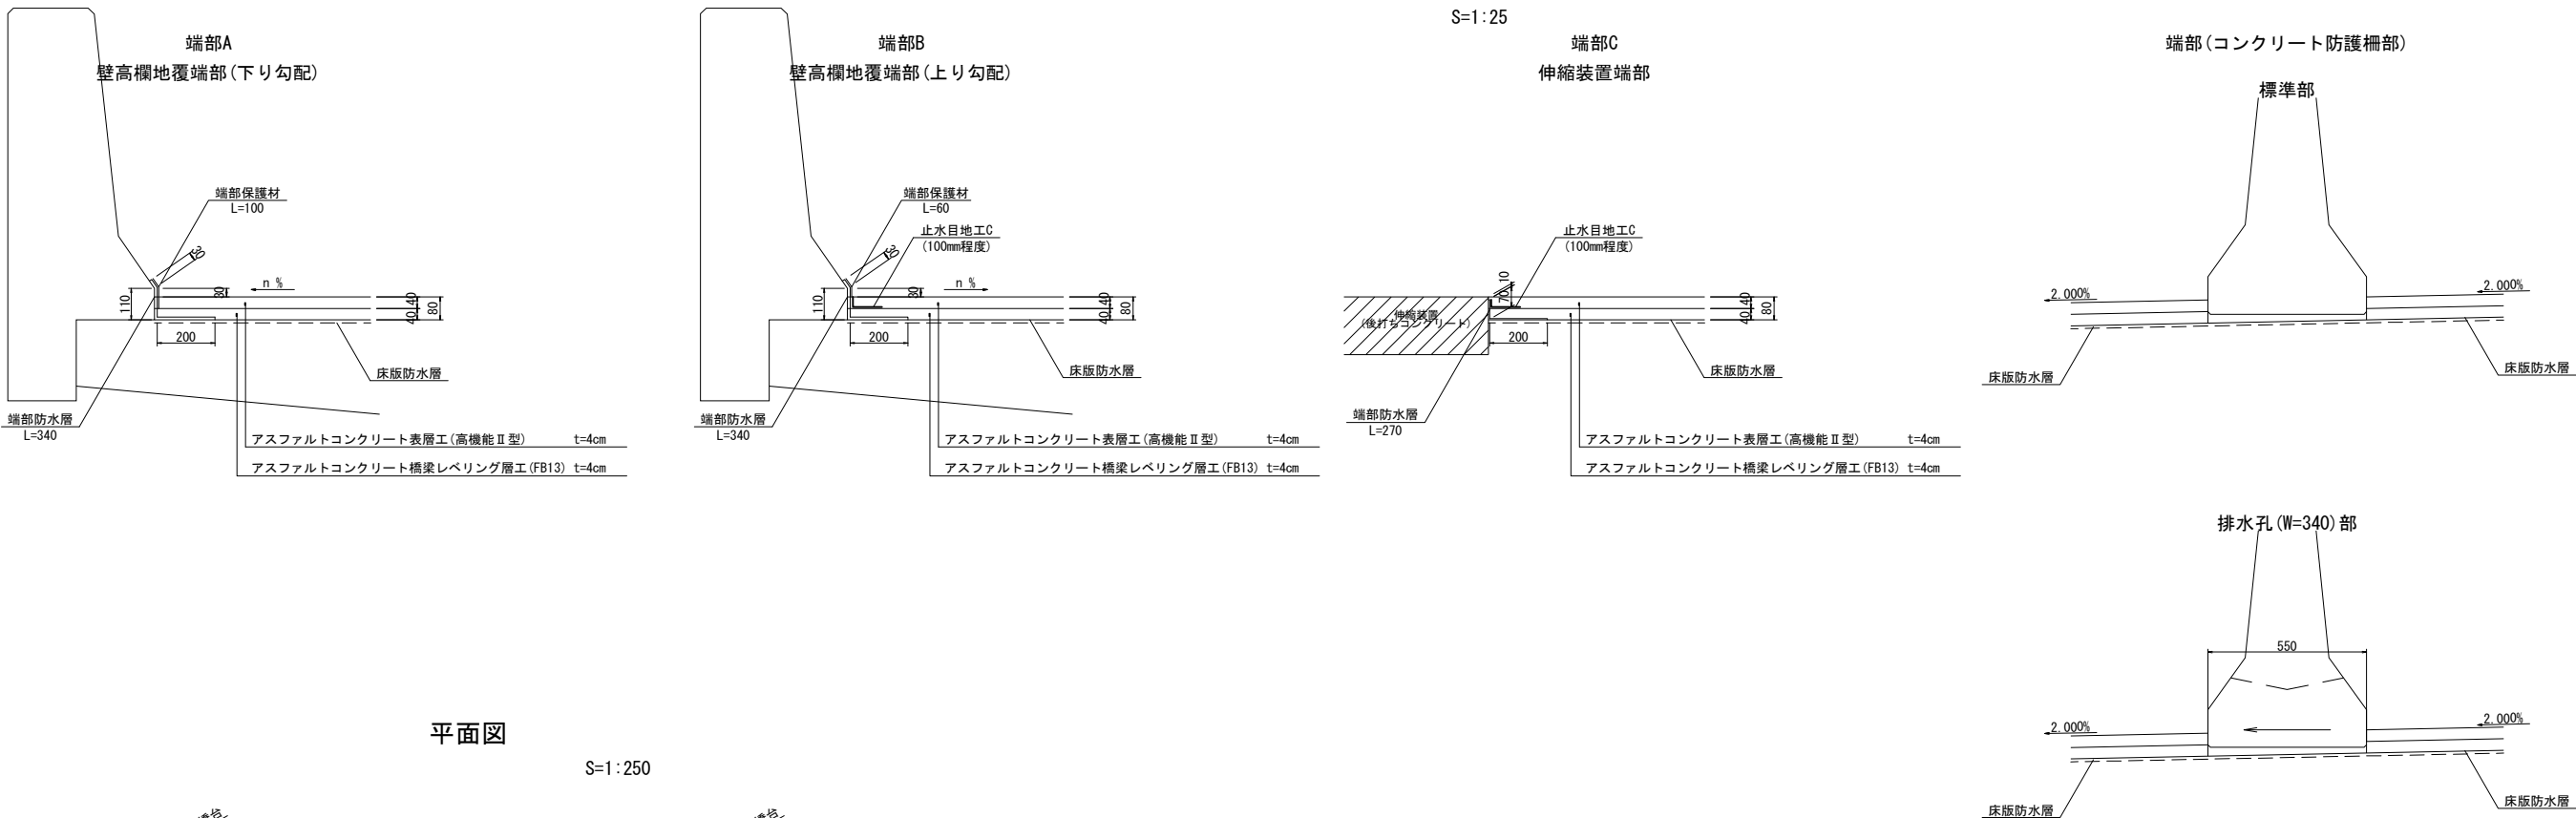 S=1:25
端部A
壁高欄地覆端部(下り勾配)
端部保護材
L=100
30
110
30
n %
40
40
80
200
床版防水層
端部防水層
L=340
アスファルトコンクリート表層工(高機能Ⅱ型) t=4cm
アスファルトコンクリート橋梁レベリング層工(FB13) t=4cm
端部B
壁高欄地覆端部(上り勾配)
端部保護材
L=60
止水目地工C
(100mm程度)
30
110
30
n %
40
40
80
200
床版防水層
端部防水層
L=340
アスファルトコンクリート表層工(高機能Ⅱ型) t=4cm
アスファルトコンクリート橋梁レベリング層工(FB13) t=4cm
端部C
伸縮装置端部
止水目地工C
(100mm程度)
10
70
伸縮装置
(後打ちコンクリート)
40
40
80
200
床版防水層
端部防水層
L=270
アスファルトコンクリート表層工(高機能Ⅱ型) t=4cm
アスファルトコンクリート橋梁レベリング層工(FB13) t=4cm
端部(コンクリート防護柵部)
標準部
2.000%
2.000%
床版防水層
床版防水層
排水孔(W=340)部
550
2.000%
2.000%
床版防水層
床版防水層
平面図
S=1:250